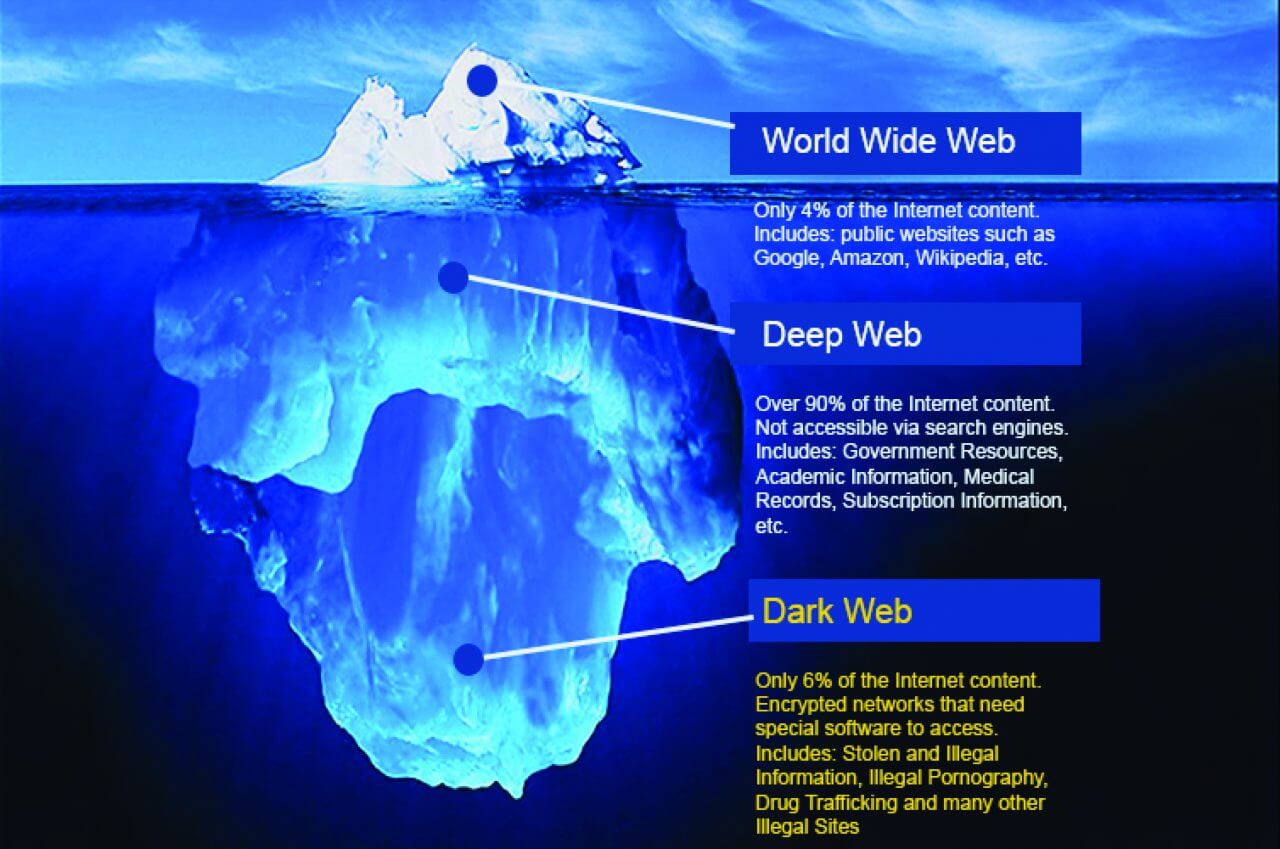 World Wide Web
Only 4% of the Internet content.
Includes: public websites such as
Google, Amazon, Wikipedia, etc.
Deep Web
Over 90% of the Internet content.
Not accessible via search engines.
Includes: Government Resources,
Academic Information, Medical
Records, Subscription Information,
etc.
Dark Web
Only 6% of the Internet content.
Encrypted networks that need
special software to access.
Includes: Stolen and Illegal
Information, Illegal Pornography,
Drug Trafficking and many other
Illegal Sites